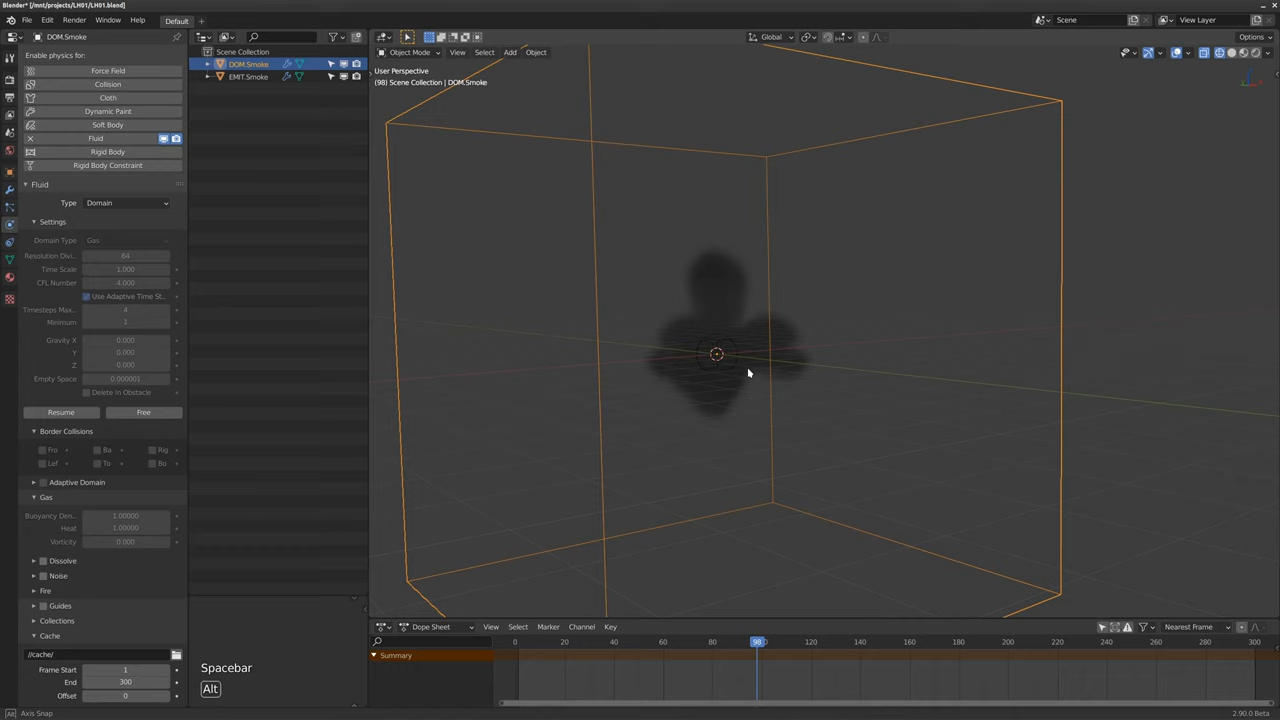 Blender* [/mnt/projects/LH01/LH01.blend]
File Edit Render Window Help Default Scene View Layer
DOM.Smoke
Global Options
Enable physics for:
Force Field
Collision
Cloth
Dynamic Paint
Soft Body
Fluid
Rigid Body
Rigid Body Constraint
Fluid
Type Domain
Settings
Domain Type Gas
Resolution Divi.. 64
Time Scale 1.000
CFL Number 4.000
Use Adaptive Time St..
Timesteps Max.. 4
Minimum 1
Gravity X 0.000
Y 0.000
Z 0.000
Empty Space 0.000001
Delete In Obstacle
Resume Free
Border Collisions
Fro Ba Rig
Lef To Bo
Adaptive Domain
Gas
Buoyancy Den.. 1.00000
Heat 1.00000
Vorticity 0.000
Dissolve
Noise
Fire
Guides
Collections
Cache
//cache/
Frame Start 1
End 300
Offset 0
Scene Collection
DOM.Smoke
EMIT.Smoke
Object Mode View Select Add Object
User Perspective
(98) Scene Collection | DOM.Smoke
Spacebar
Alt
Dope Sheet View Select Marker Channel Key Nearest Frame
0 20 40 60 80 98 120 140 160 180 200 220 240 260 280 300
Summary
Alt Axis Snap
2.90.0 Beta